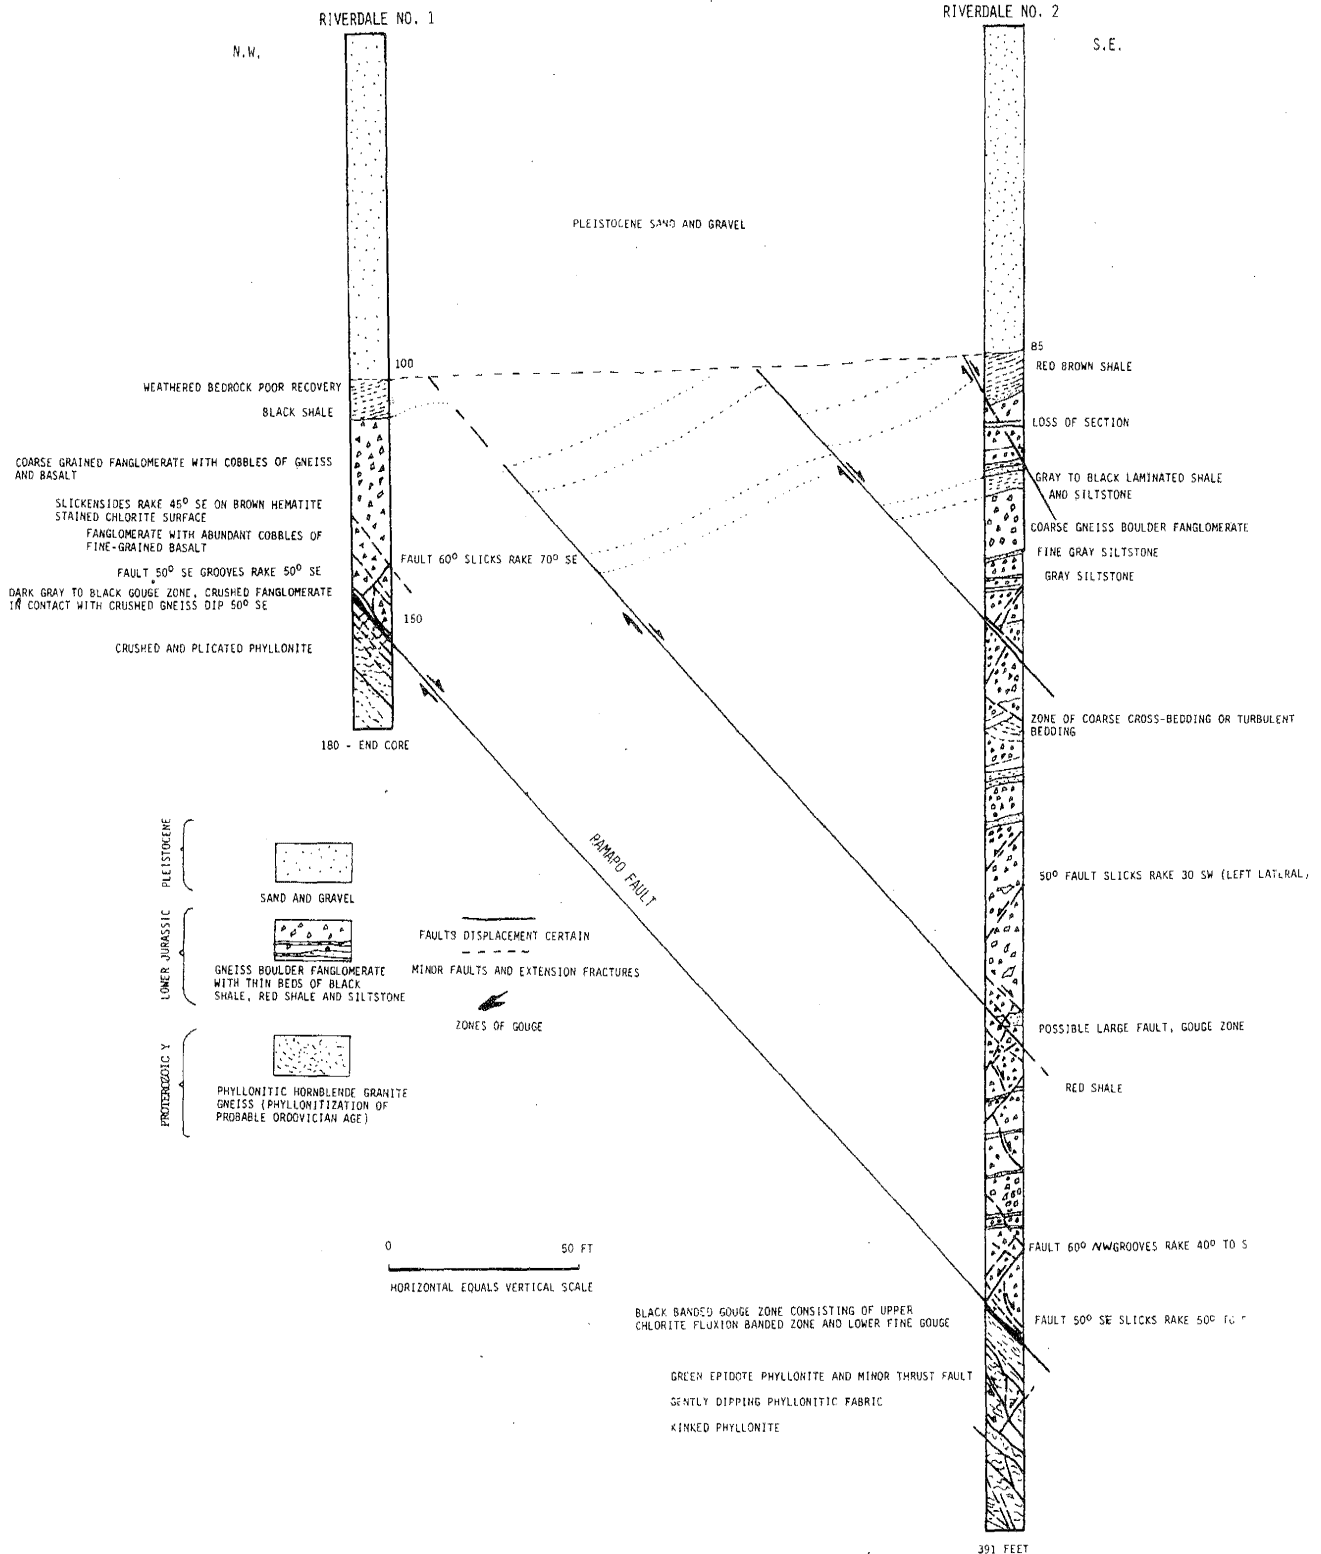 RIVERDALE NO. 1
RIVERDALE NO. 2
N.W.
S.E.
PLEISTOCENE SAND AND GRAVEL
100
85
WEATHERED BEDROCK POOR RECOVERY
BLACK SHALE
COARSE GRAINED FANGLOMERATE WITH COBBLES OF GNEISS
AND BASALT
SLICKENSIDES RAKE 45° SE ON BROWN HEMATITE
STAINED CHLORITE SURFACE
FANGLOMERATE WITH ABUNDANT COBBLES OF
FINE-GRAINED BASALT
FAULT 50° SE GROOVES RAKE 50° SE
DARK GRAY TO BLACK GOUGE ZONE, CRUSHED FANGLOMERATE
IN CONTACT WITH CRUSHED GNEISS DIP 50° SE
CRUSHED AND PLICATED PHYLLONITE
FAULT 60° SLICKS RAKE 70° SE
150
180 - END CORE
RED BROWN SHALE
LOSS OF SECTION
GRAY TO BLACK LAMINATED SHALE
AND SILTSTONE
COARSE GNEISS BOULDER FANGLOMERATE
FINE GRAY SILTSTONE
GRAY SILTSTONE
ZONE OF COARSE CROSS-BEDDING OR TURBULENT
BEDDING
50° FAULT SLICKS RAKE 30 SW (LEFT LATERAL,
POSSIBLE LARGE FAULT, GOUGE ZONE
RED SHALE
FAULT 60° NW GROOVES RAKE 40° TO S
FAULT 50° SE SLICKS RAKE 50°
RAMAPO FAULT
PLEISTOCENE
SAND AND GRAVEL
LOWER JURASSIC
GNEISS BOULDER FANGLOMERATE
WITH THIN BEDS OF BLACK
SHALE, RED SHALE AND SILTSTONE
PROTEROZOIC Y
PHYLLONITIC HORNBLENDE GRANITE
GNEISS (PHYLLONITIZATION OF
PROBABLE ORDOVICIAN AGE)
FAULTS DISPLACEMENT CERTAIN
MINOR FAULTS AND EXTENSION FRACTURES
ZONES OF GOUGE
0 50 FT
HORIZONTAL EQUALS VERTICAL SCALE
BLACK BANDED GOUGE ZONE CONSISTING OF UPPER
CHLORITE FLUXION BANDED ZONE AND LOWER FINE GOUGE
GREEN EPIDOTE PHYLLONITE AND MINOR THRUST FAULT
GENTLY DIPPING PHYLLONITIC FABRIC
KINKED PHYLLONITE
391 FEET